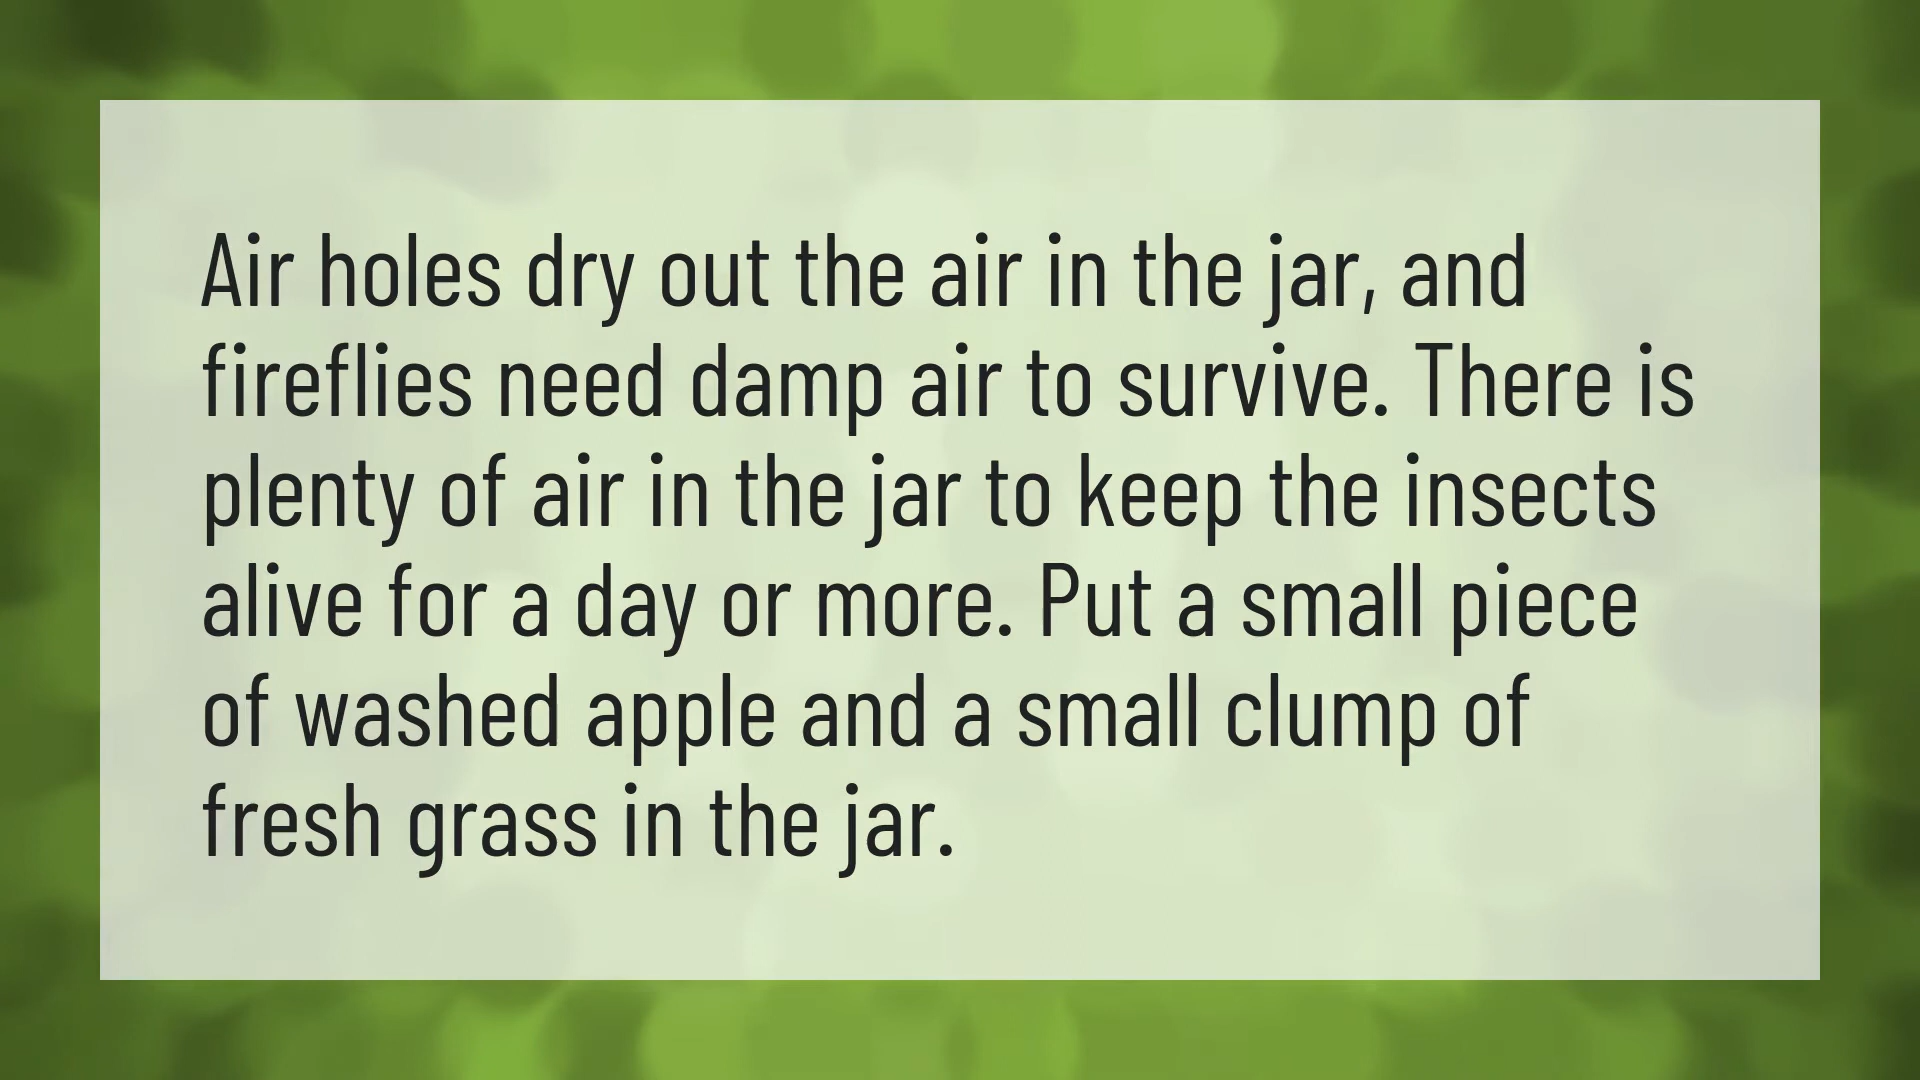 Air holes dry out the air in the jar, and
fireflies need damp air to survive. There is
plenty of air in the jar to keep the insects
alive for a day or more. Put a small piece
of washed apple and a small clump of
fresh grass in the jar.